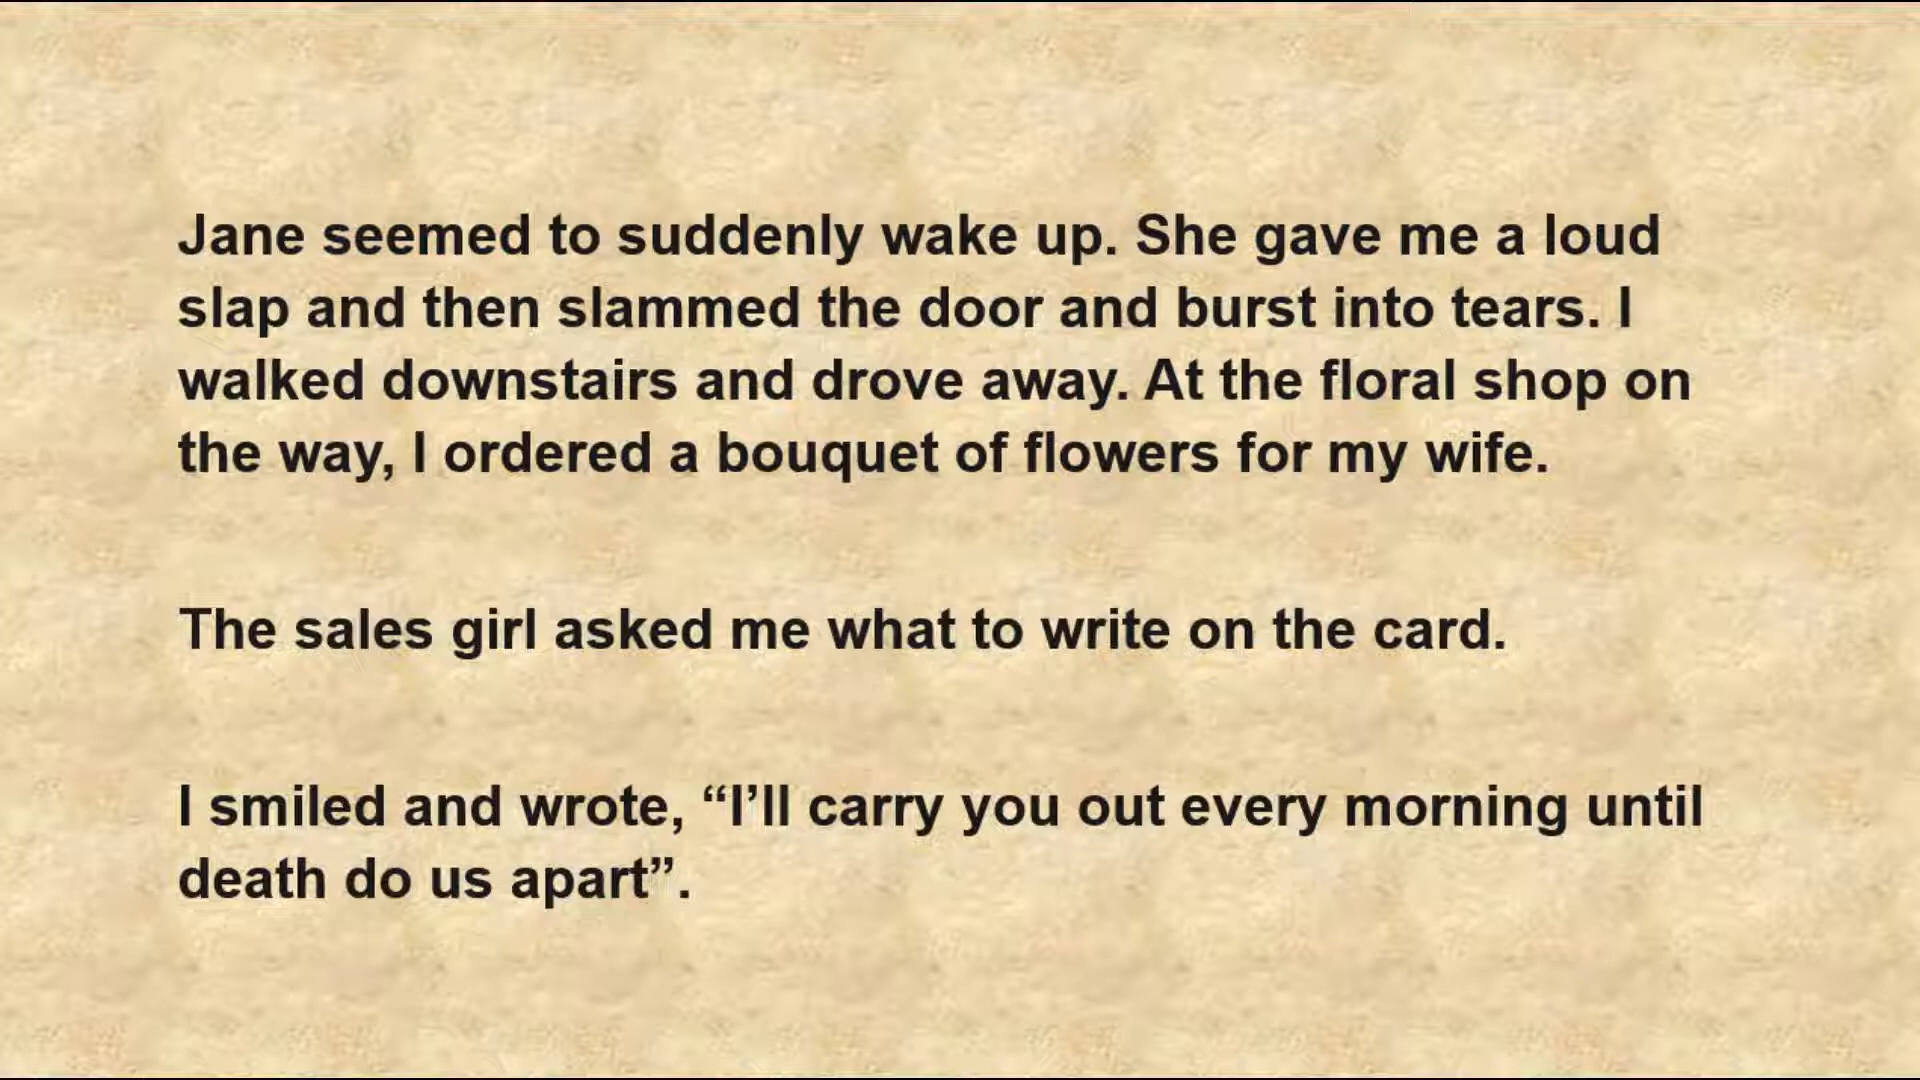 Jane seemed to suddenly wake up. She gave me a loud
slap and then slammed the door and burst into tears. I
walked downstairs and drove away. At the floral shop on
the way, I ordered a bouquet of flowers for my wife.
The sales girl asked me what to write on the card.
I smiled and wrote, “I’ll carry you out every morning until
death do us apart”.